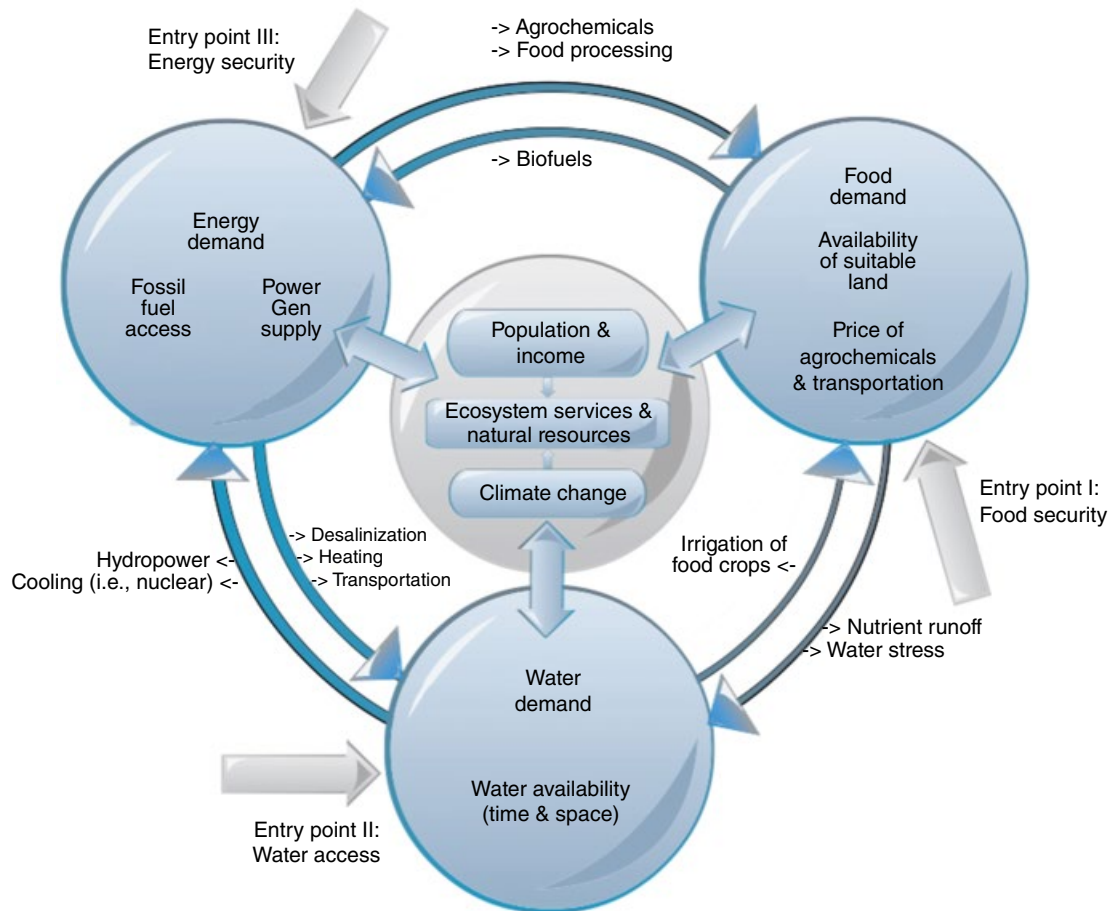 Entry point III:
Energy security
-> Agrochemicals
-> Food processing
-> Biofuels
Energy
demand
Fossil
fuel
access
Power
Gen
supply
Food
demand
Availability
of suitable
land
Price of
agrochemicals
& transportation
Population &
income
Ecosystem services &
natural resources
Climate change
Entry point I:
Food security
Hydropower <-
Cooling (i.e., nuclear) <-
-> Desalinization
-> Heating
-> Transportation
Irrigation of
food crops <-
-> Nutrient runoff
-> Water stress
Water
demand
Water availability
(time & space)
Entry point II:
Water access